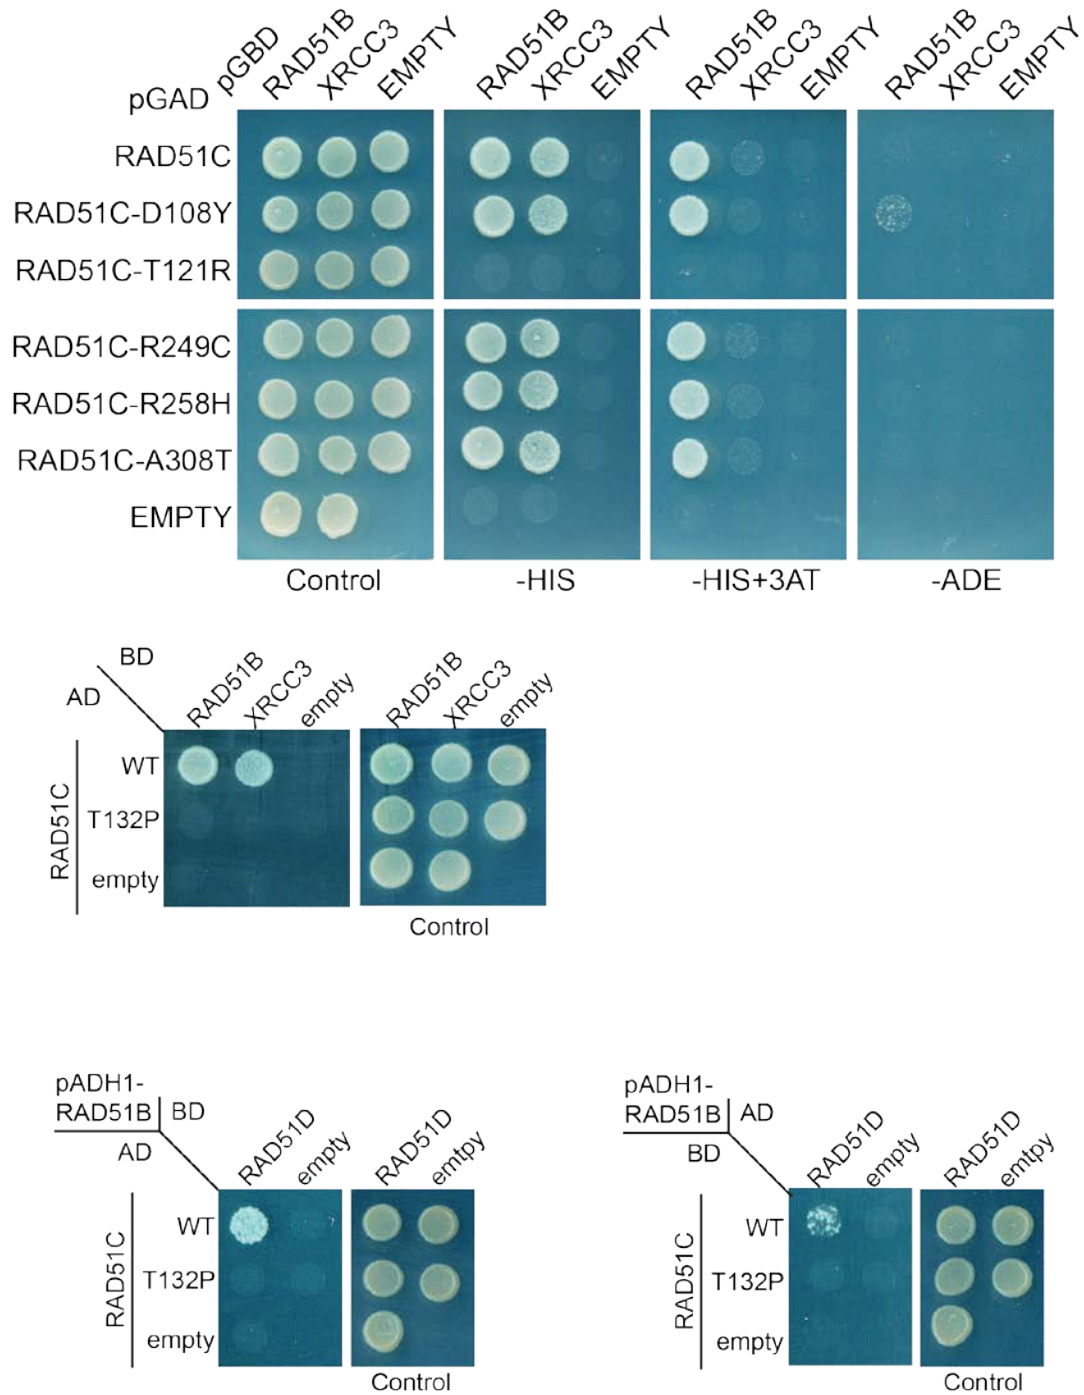 pGBD RAD51B XRCC3 EMPTY RAD51B XRCC3 EMPTY RAD51B XRCC3 EMPTY RAD51B XRCC3 EMPTY
pGAD
RAD51C
RAD51C-D108Y
RAD51C-T121R
RAD51C-R249C
RAD51C-R258H
RAD51C-A308T
EMPTY
Control -HIS -HIS+3AT -ADE
BD
AD
RAD51B XRCC3 empty RAD51B XRCC3 empty
RAD51C
WT
T132P
empty
Control
pADH1-
RAD51B BD
AD
RAD51D empty RAD51D emtpy
RAD51C
WT
T132P
empty
Control
pADH1-
RAD51B AD
BD
RAD51D empty RAD51D empty
RAD51C
WT
T132P
empty
Control